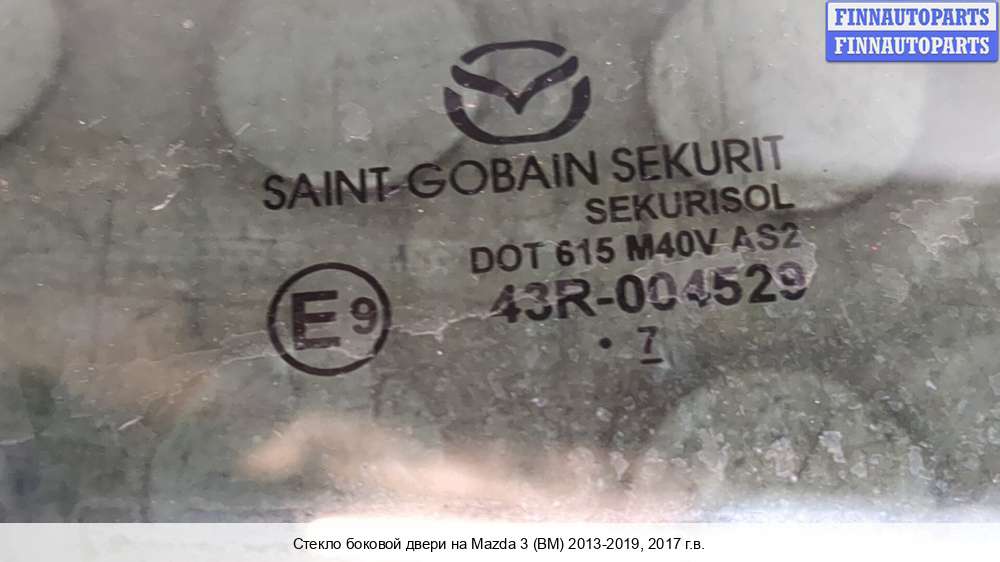 FINNAUTOPARTS
FINNAUTOPARTS
SAINT-GOBAIN SEKURIT
SEKURISOL
DOT 615 M40V AS2
E9
43R-004529
. 7
Стекло боковой двери на Mazda 3 (BM) 2013-2019, 2017 г.в.